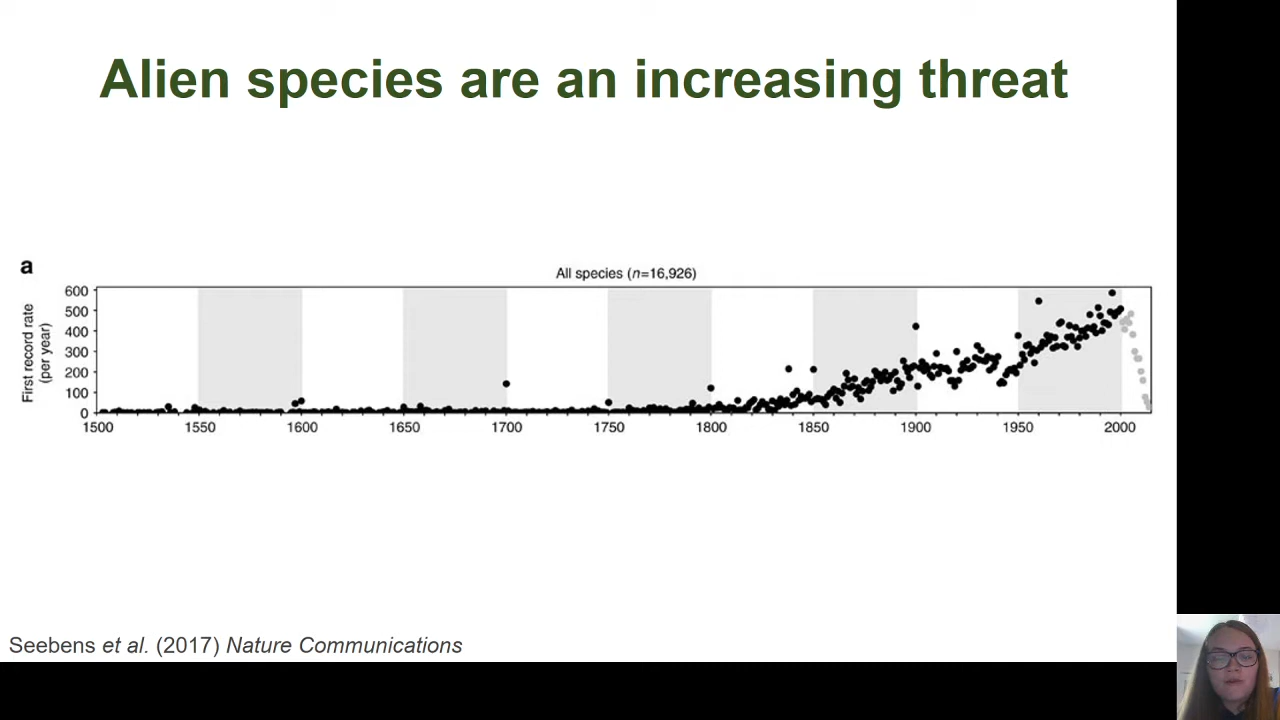 Alien species are an increasing threat
a
All species (n=16,926)
First record rate
(per year)
600
500
400
300
200
100
0
1500 1550 1600 1650 1700 1750 1800 1850 1900 1950 2000
Seebens et al. (2017) Nature Communications